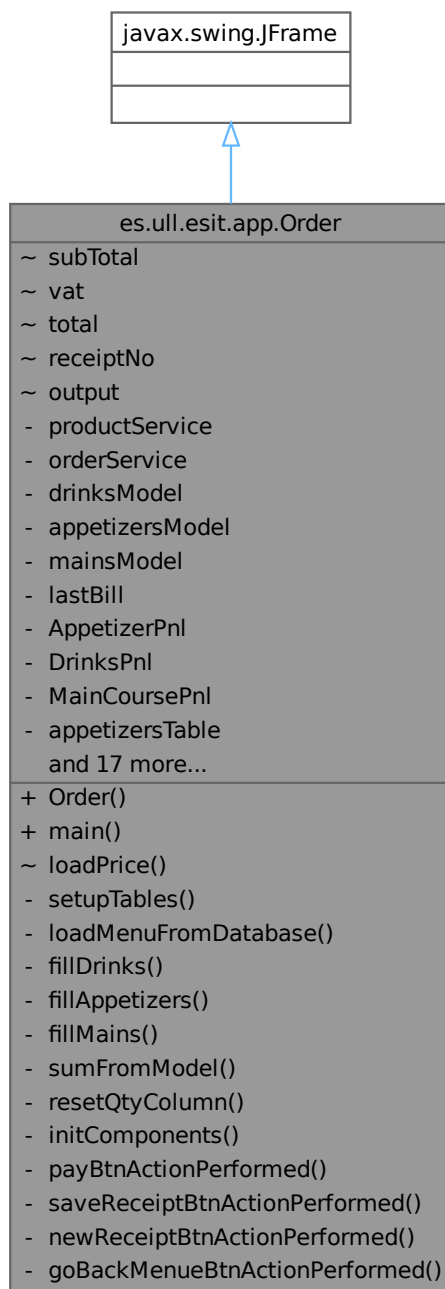 javax.swing.JFrame
es.ull.esit.app.Order
~ subTotal
~ vat
~ total
~ receiptNo
~ output
- productService
- orderService
- drinksModel
- appetizersModel
- mainsModel
- lastBill
- AppetizerPnl
- DrinksPnl
- MainCoursePnl
- appetizersTable
and 17 more...
+ Order()
+ main()
~ loadPrice()
- setupTables()
- loadMenuFromDatabase()
- fillDrinks()
- fillAppetizers()
- fillMains()
- sumFromModel()
- resetQtyColumn()
- initComponents()
- payBtnActionPerformed()
- saveReceiptBtnActionPerformed()
- newReceiptBtnActionPerformed()
- goBackMenueBtnActionPerformed()